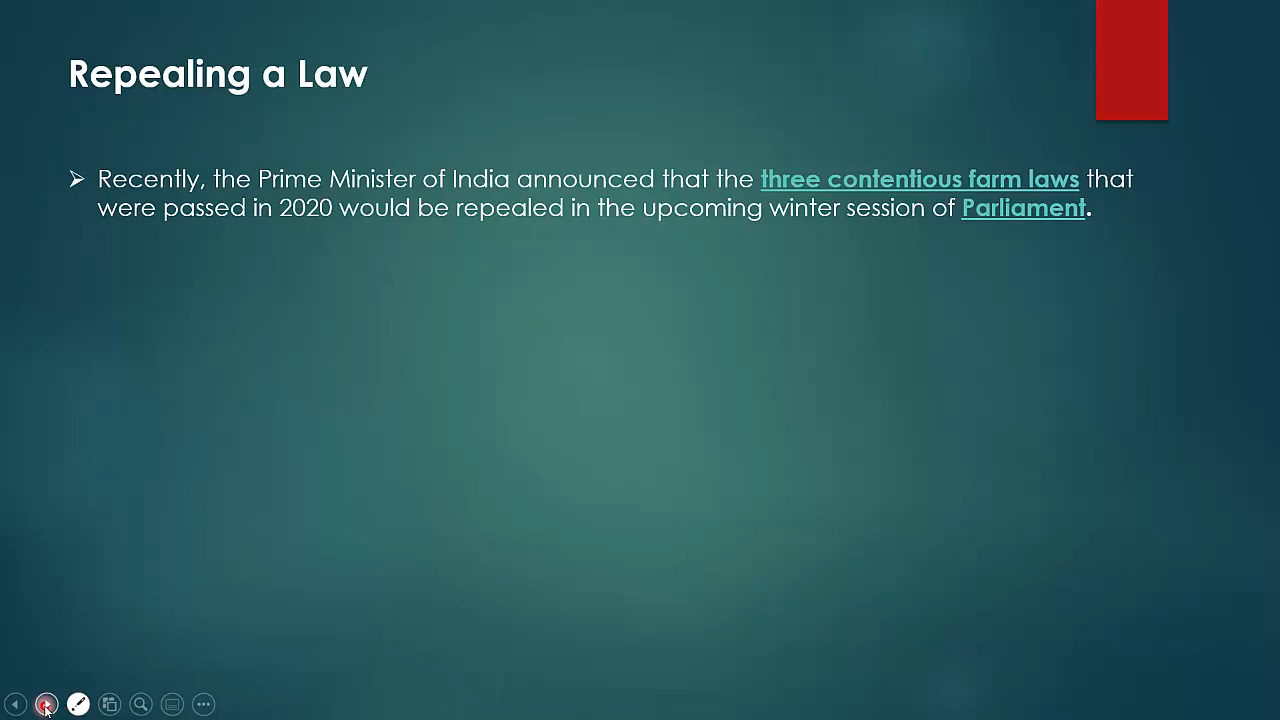 Repealing a Law
➢ Recently, the Prime Minister of India announced that the three contentious farm laws that
were passed in 2020 would be repealed in the upcoming winter session of Parliament.